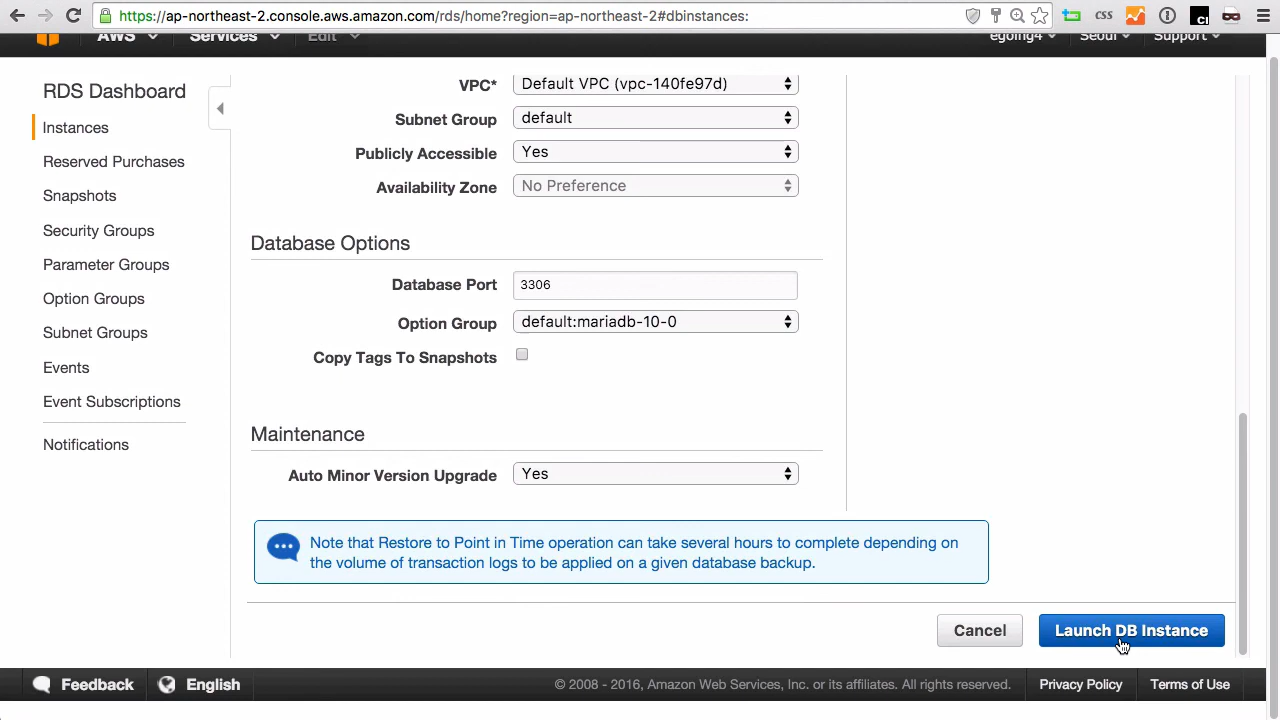 https://ap-northeast-2.console.aws.amazon.com/rds/home?region=ap-northeast-2#dbinstances:
css
CI
AWS Services Edit egoing4 Seoul Support
RDS Dashboard
Instances
Reserved Purchases
Snapshots
Security Groups
Parameter Groups
Option Groups
Subnet Groups
Events
Event Subscriptions
Notifications
VPC* Default VPC (vpc-140fe97d)
Subnet Group default
Publicly Accessible Yes
Availability Zone No Preference
Database Options
Database Port 3306
Option Group default:mariadb-10-0
Copy Tags To Snapshots
Maintenance
Auto Minor Version Upgrade Yes
Note that Restore to Point in Time operation can take several hours to complete depending on
the volume of transaction logs to be applied on a given database backup.
Cancel Launch DB Instance
Feedback English © 2008 - 2016, Amazon Web Services, Inc. or its affiliates. All rights reserved. Privacy Policy Terms of Use